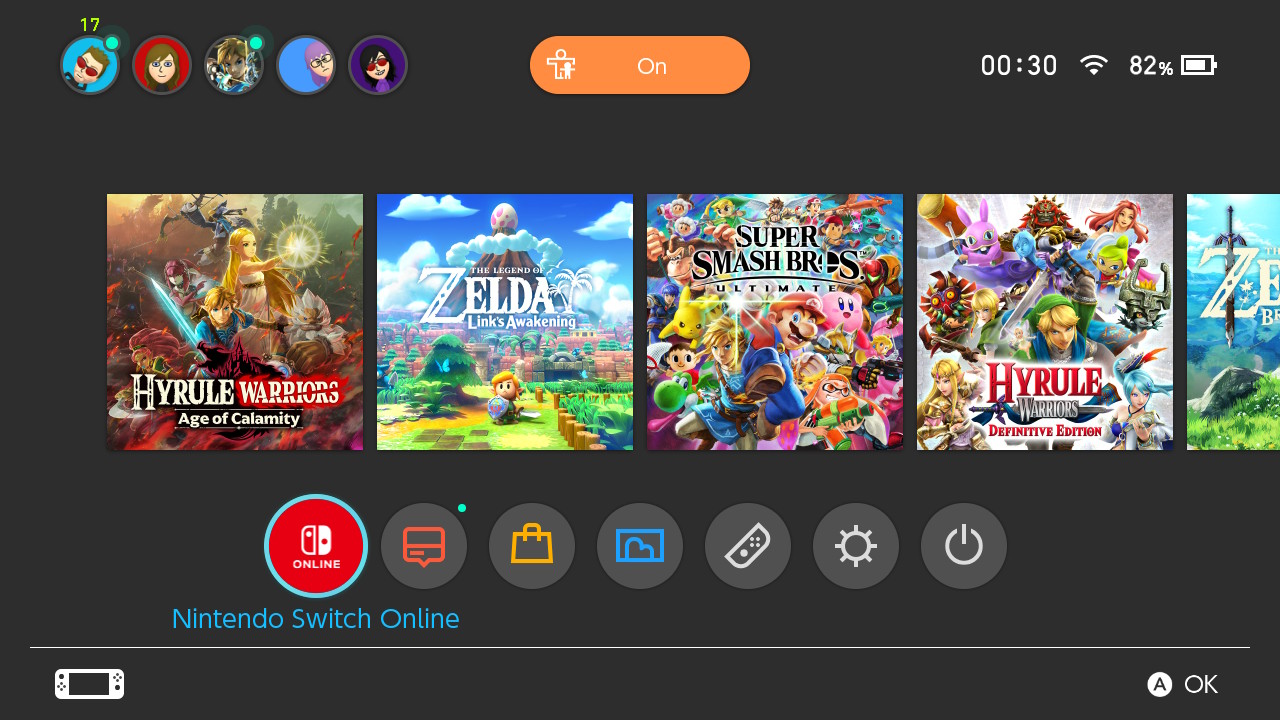 17
On
00:30
82%
HYRULE WARRIORS
Age of Calamity
THE LEGEND OF
ZELDA
Link's Awakening
SUPER
SMASH BROS.™
ULTIMATE
HYRULE
WARRIORS
DEFINITIVE EDITION
ONLINE
Nintendo Switch Online
A OK